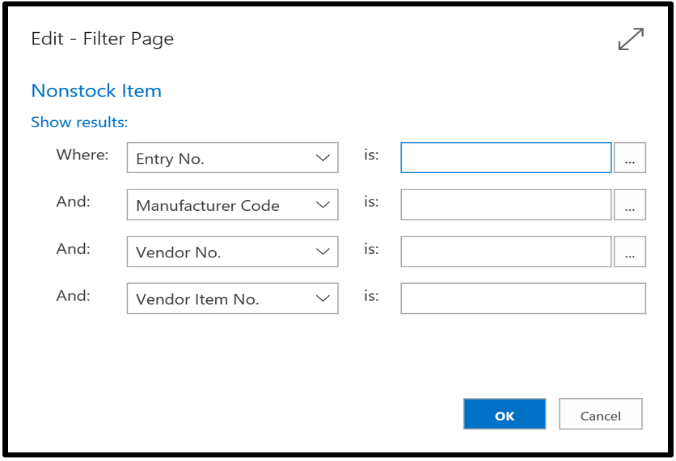 Edit - Filter Page
Nonstock Item
Show results:
Where: Entry No. is: ...
And: Manufacturer Code is: ...
And: Vendor No. is: ...
And: Vendor Item No. is:
OK Cancel